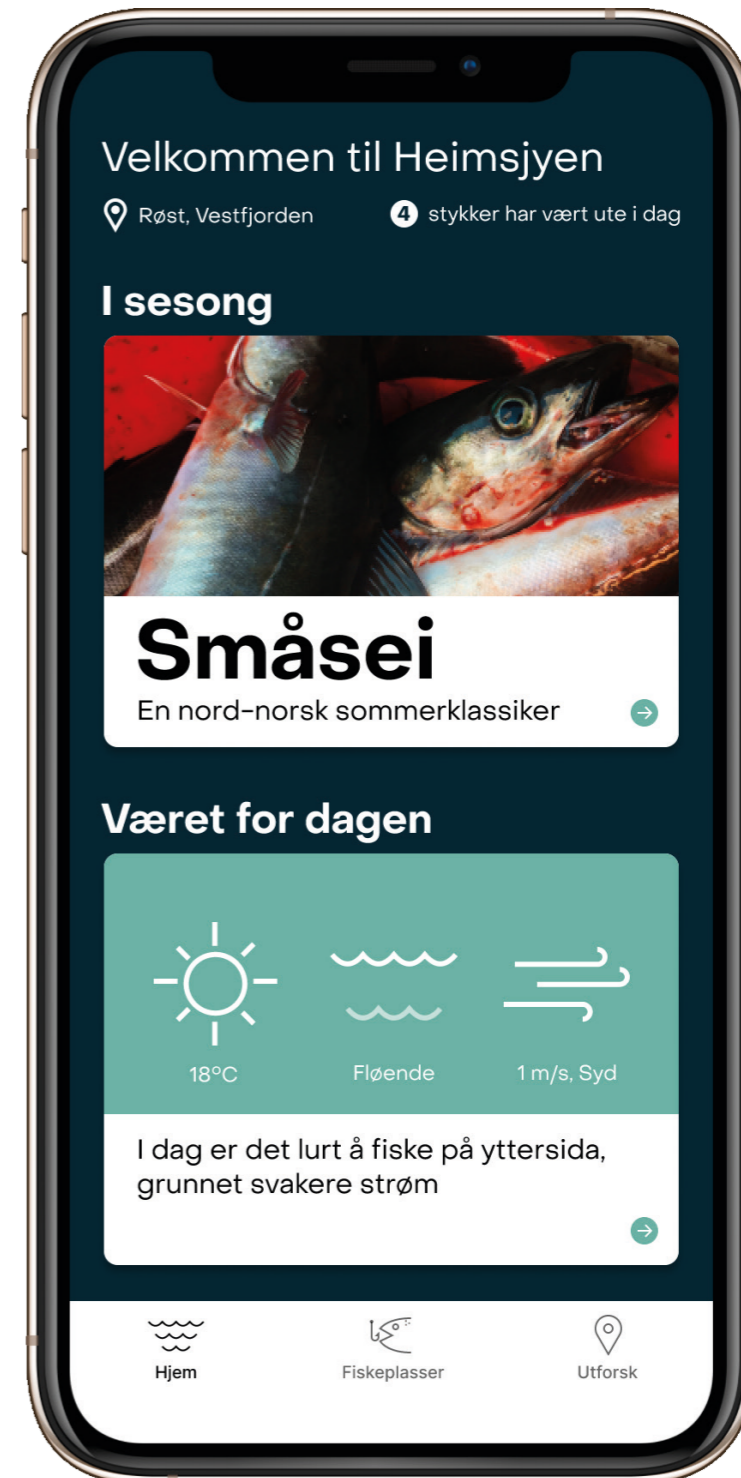 Velkommen til Heimsjyen
Røst, Vestfjorden
4 stykker har vært ute i dag
I sesong
Småsei
En nord-norsk sommerklassiker
Været for dagen
18°C
Fløende
1 m/s, Syd
I dag er det lurt å fiske på yttersida,
grunnet svakere strøm
Hjem
Fiskeplasser
Utforsk